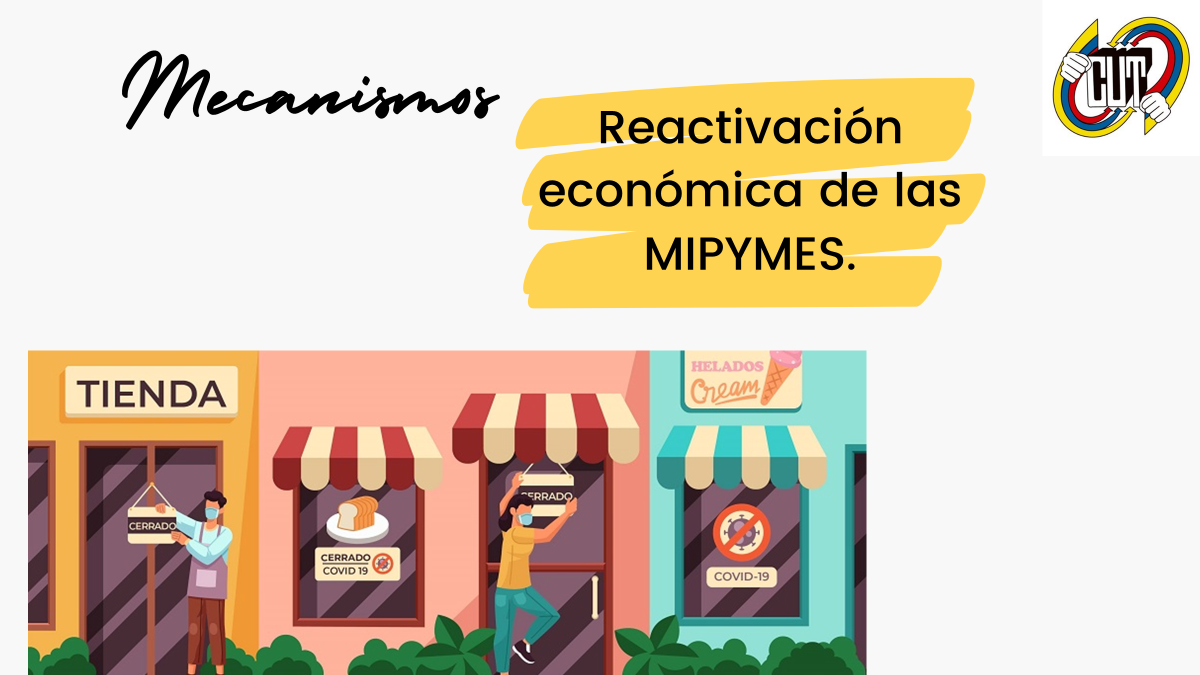 Mecanismos
Reactivación
económica de las
MIPYMES.
CUT
TIENDA
HELADOS
Cream
CERRADO
CERRADO
CERRADO
COVID 19
COVID-19